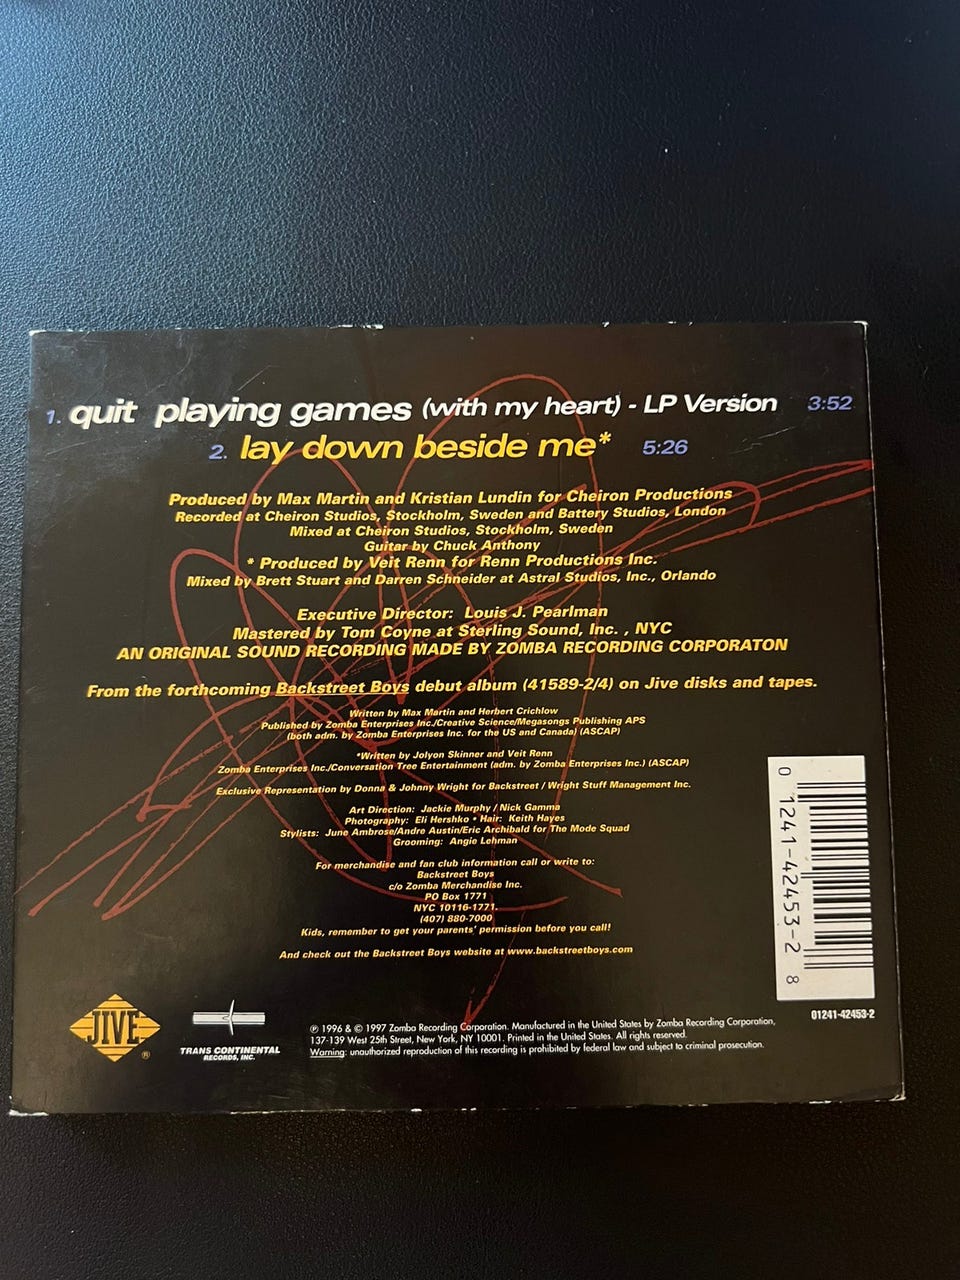 1. quit playing games (with my heart) - LP Version 3:52
2. lay down beside me* 5:26
Produced by Max Martin and Kristian Lundin for Cheiron Productions
Recorded at Cheiron Studios, Stockholm, Sweden and Battery Studios, London
Mixed at Cheiron Studios, Stockholm, Sweden
Guitar by Chuck Anthony
* Produced by Veit Renn for Renn Productions Inc.
Mixed by Brett Stuart and Darren Schneider at Astral Studios, Inc., Orlando
Executive Director: Louis J. Pearlman
Mastered by Tom Coyne at Sterling Sound, Inc. , NYC
AN ORIGINAL SOUND RECORDING MADE BY ZOMBA RECORDING CORPORATON
From the forthcoming Backstreet Boys debut album (41589-2/4) on Jive disks and tapes.
Written by Max Martin and Herbert Crichlow
Published by Zomba Enterprises Inc./Creative Science/Megasongs Publishing APS
(both adm. by Zomba Enterprises Inc. for the US and Canada) (ASCAP)
*Written by Jolyon Skinner and Veit Renn
Zomba Enterprises Inc./Conversation Tree Entertainment (adm. by Zomba Enterprises Inc.) (ASCAP)
Exclusive Representation by Donna & Johnny Wright for Backstreet / Wright Stuff Management Inc.
Art Direction: Jackie Murphy / Nick Gamma
Photography: Eli Hershko • Hair: Keith Hayes
Stylists: June Ambrose/Andre Austin/Eric Archibald for The Mode Squad
Grooming: Angie Lehman
For merchandise and fan club information call or write to:
Backstreet Boys
c/o Zomba Merchandise Inc.
PO Box 1771
NYC 10116-1771.
(407) 880-7000
Kids, remember to get your parents' permission before you call!
And check out the Backstreet Boys website at www.backstreetboys.com
0 1241-42453-2 8
01241-42453-2
JIVE ®
TRANS CONTINENTAL
RECORDS, INC.
℗ 1996 & © 1997 Zomba Recording Corporation. Manufactured in the United States by Zomba Recording Corporation,
137-139 West 25th Street, New York, NY 10001. Printed in the United States. All rights reserved.
Warning: unauthorized reproduction of this recording is prohibited by federal law and subject to criminal prosecution.